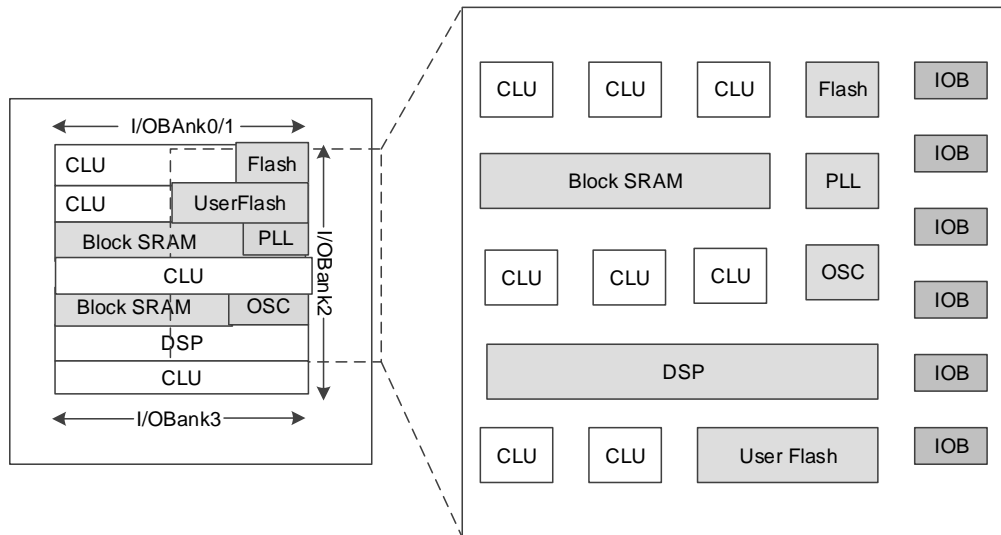 I/OBAnk0/1
CLU
Flash
CLU
UserFlash
Block SRAM
PLL
CLU
Block SRAM
OSC
DSP
CLU
I/OBank2
I/OBank3
CLU
CLU
CLU
Flash
IOB
IOB
Block SRAM
PLL
IOB
CLU
CLU
CLU
OSC
IOB
DSP
IOB
CLU
CLU
User Flash
IOB